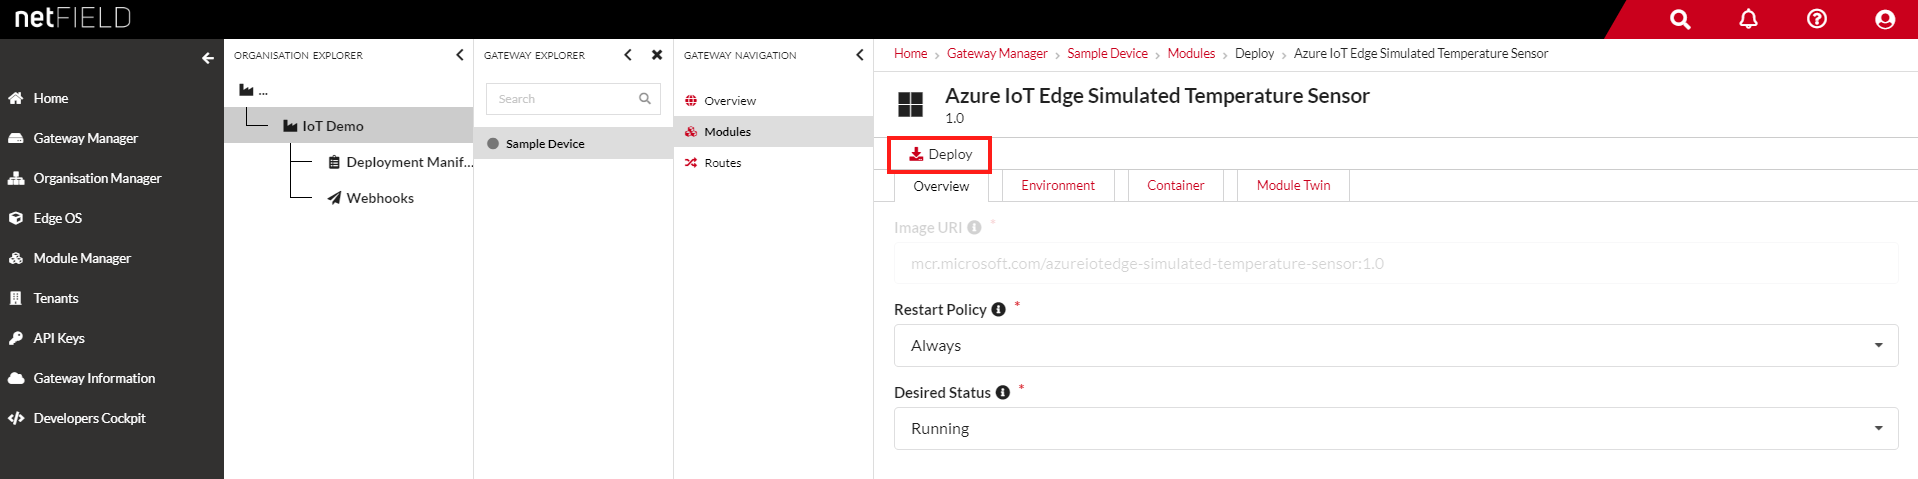 netFIELD
Home
Gateway Manager
Organisation Manager
Edge OS
Module Manager
Tenants
API Keys
Gateway Information
Developers Cockpit
ORGANISATION EXPLORER
...
IoT Demo
Deployment Manif...
Webhooks
GATEWAY EXPLORER
Search
Sample Device
GATEWAY NAVIGATION
Overview
Modules
Routes
Home › Gateway Manager › Sample Device › Modules › Deploy › Azure IoT Edge Simulated Temperature Sensor
Azure IoT Edge Simulated Temperature Sensor
1.0
Deploy
Overview Environment Container Module Twin
Image URI *
mcr.microsoft.com/azureiotedge-simulated-temperature-sensor:1.0
Restart Policy *
Always
Desired Status *
Running